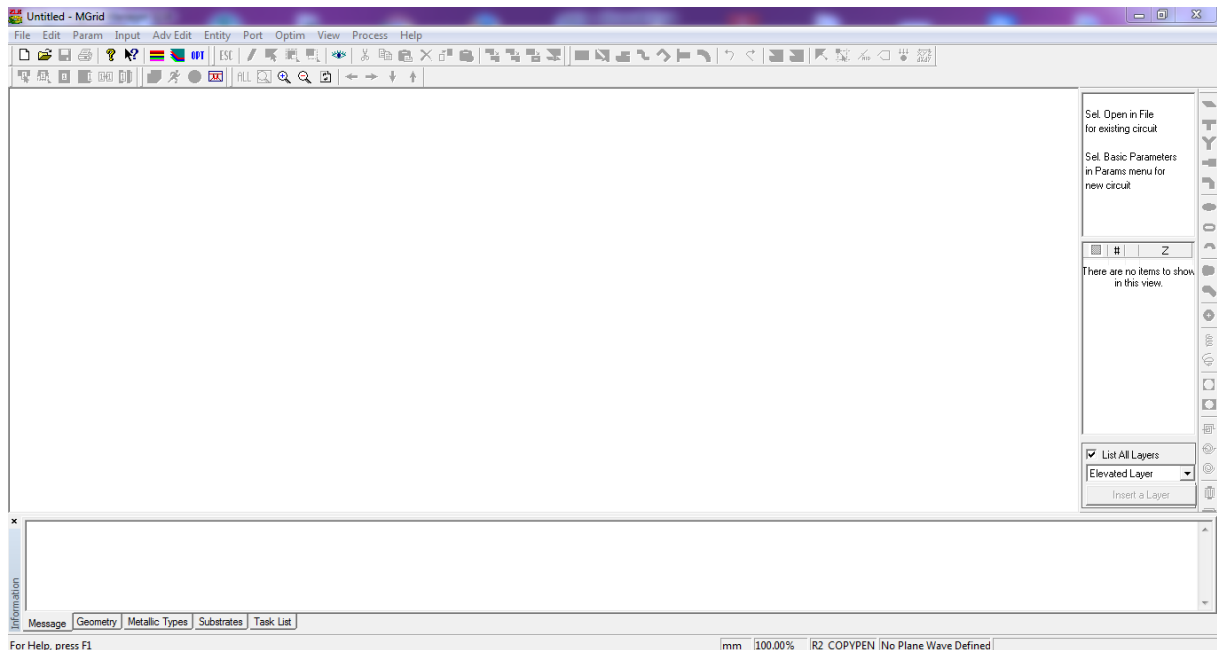 Untitled - MGrid
File Edit Param Input Adv Edit Entity Port Optim View Process Help
OPT ESC
ALL
Sel. Open in File
for existing circuit
Sel. Basic Parameters
in Params menu for
new circuit
# Z
There are no items to show
in this view.
List All Layers
Elevated Layer
Insert a Layer
Information
Message Geometry Metallic Types Substrates Task List
For Help, press F1 mm 100.00% R2_COPYPEN No Plane Wave Defined